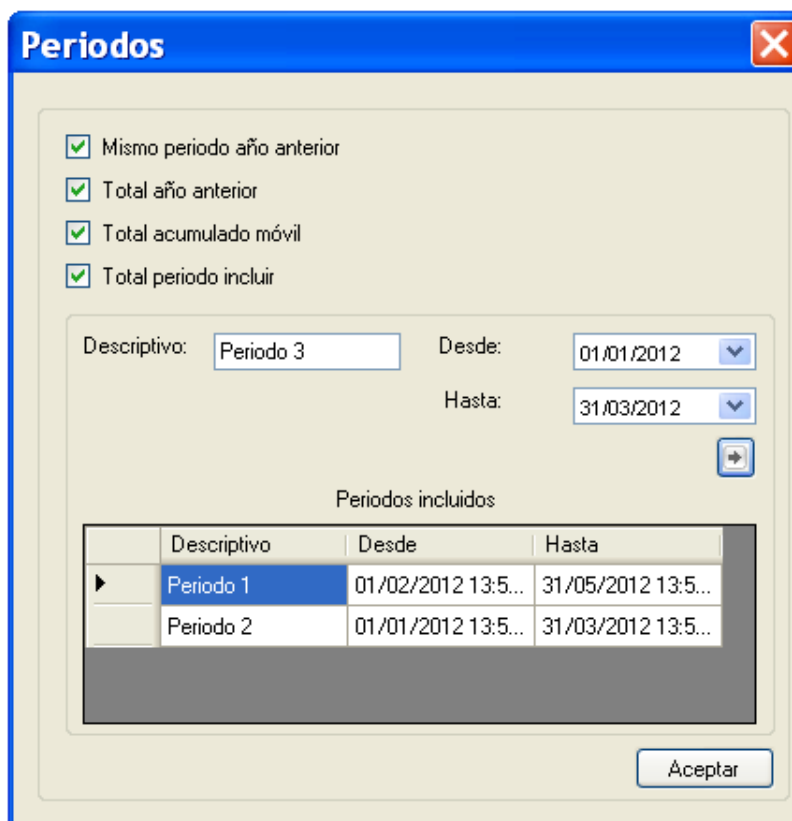 Periodos
Mismo periodo año anterior
Total año anterior
Total acumulado móvil
Total periodo incluir
Descriptivo: Periodo 3 Desde: 01/01/2012
Hasta: 31/03/2012
Periodos incluidos
Descriptivo Desde Hasta
Periodo 1 01/02/2012 13:5... 31/05/2012 13:5...
Periodo 2 01/01/2012 13:5... 31/03/2012 13:5...
Aceptar